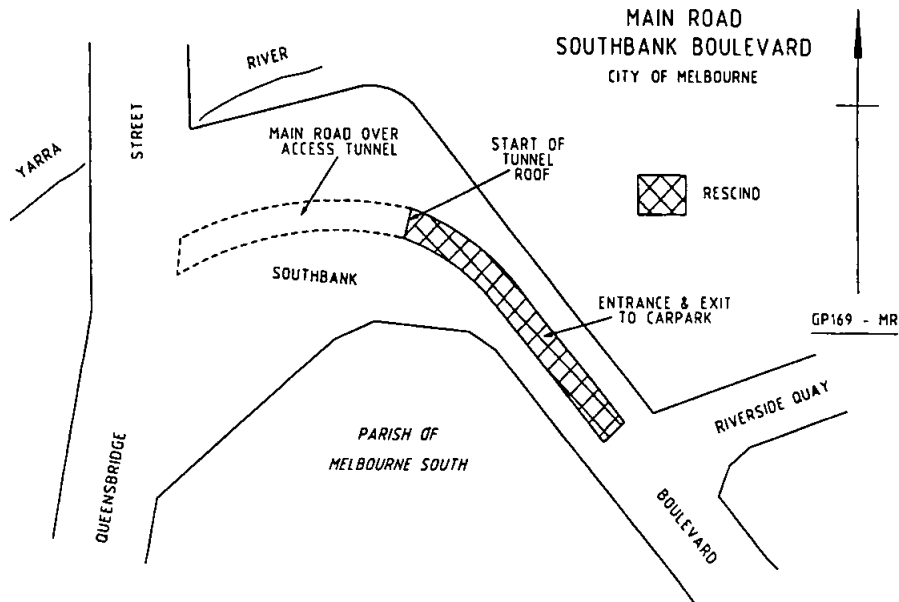 MAIN ROAD
SOUTHBANK BOULEVARD
CITY OF MELBOURNE
RIVER
YARRA
STREET
MAIN ROAD OVER
ACCESS TUNNEL
START OF
TUNNEL
ROOF
RESCIND
SOUTHBANK
ENTRANCE & EXIT
TO CARPARK
GP169 - MR
RIVERSIDE QUAY
PARISH OF
MELBOURNE SOUTH
QUEENSBRIDGE
BOULEVARD